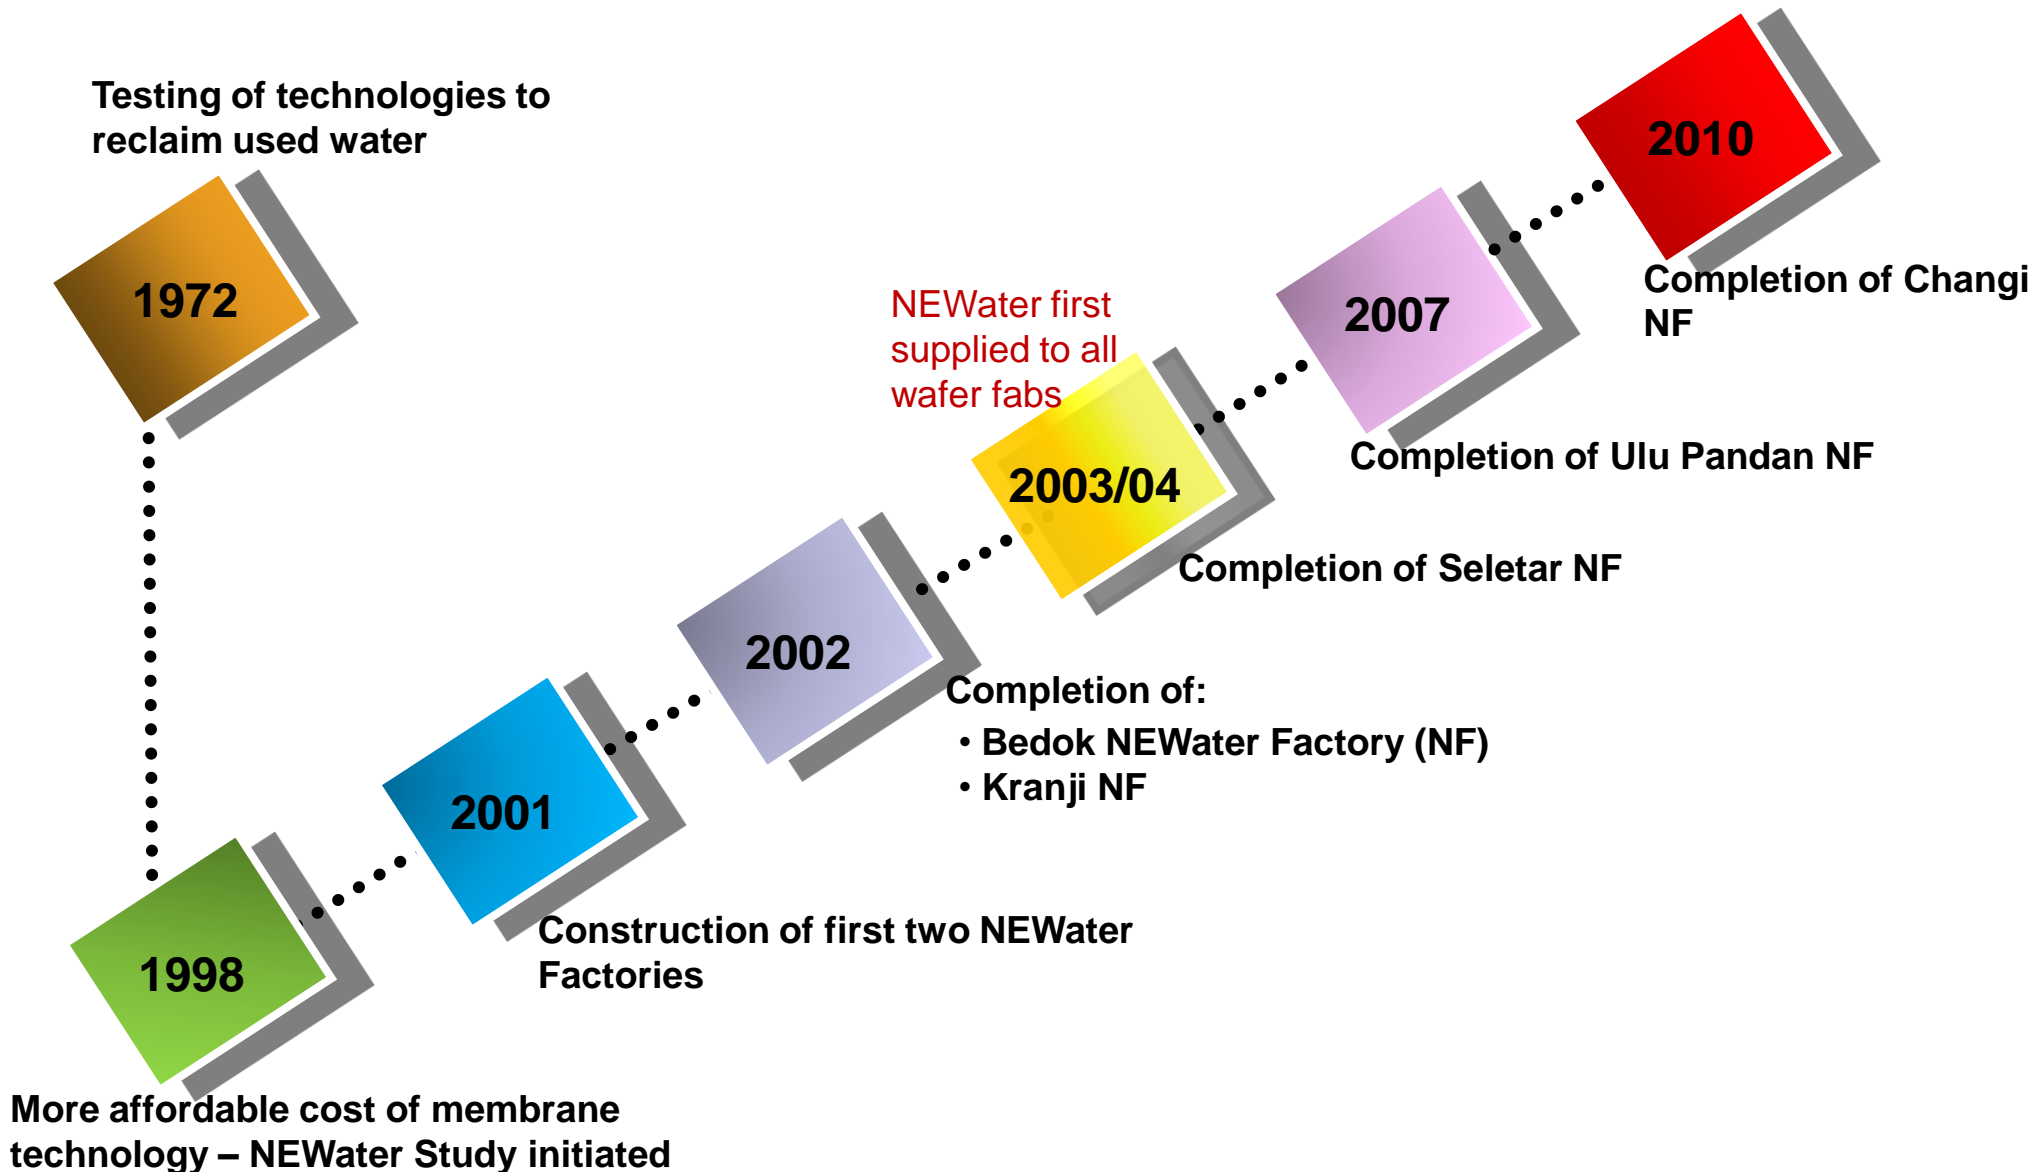 Testing of technologies to
reclaim used water
1972
1998
More affordable cost of membrane
technology – NEWater Study initiated
2001
Construction of first two NEWater
Factories
2002
Completion of:
• Bedok NEWater Factory (NF)
• Kranji NF
NEWater first
supplied to all
wafer fabs
2003/04
Completion of Seletar NF
2007
Completion of Ulu Pandan NF
2010
Completion of Changi
NF